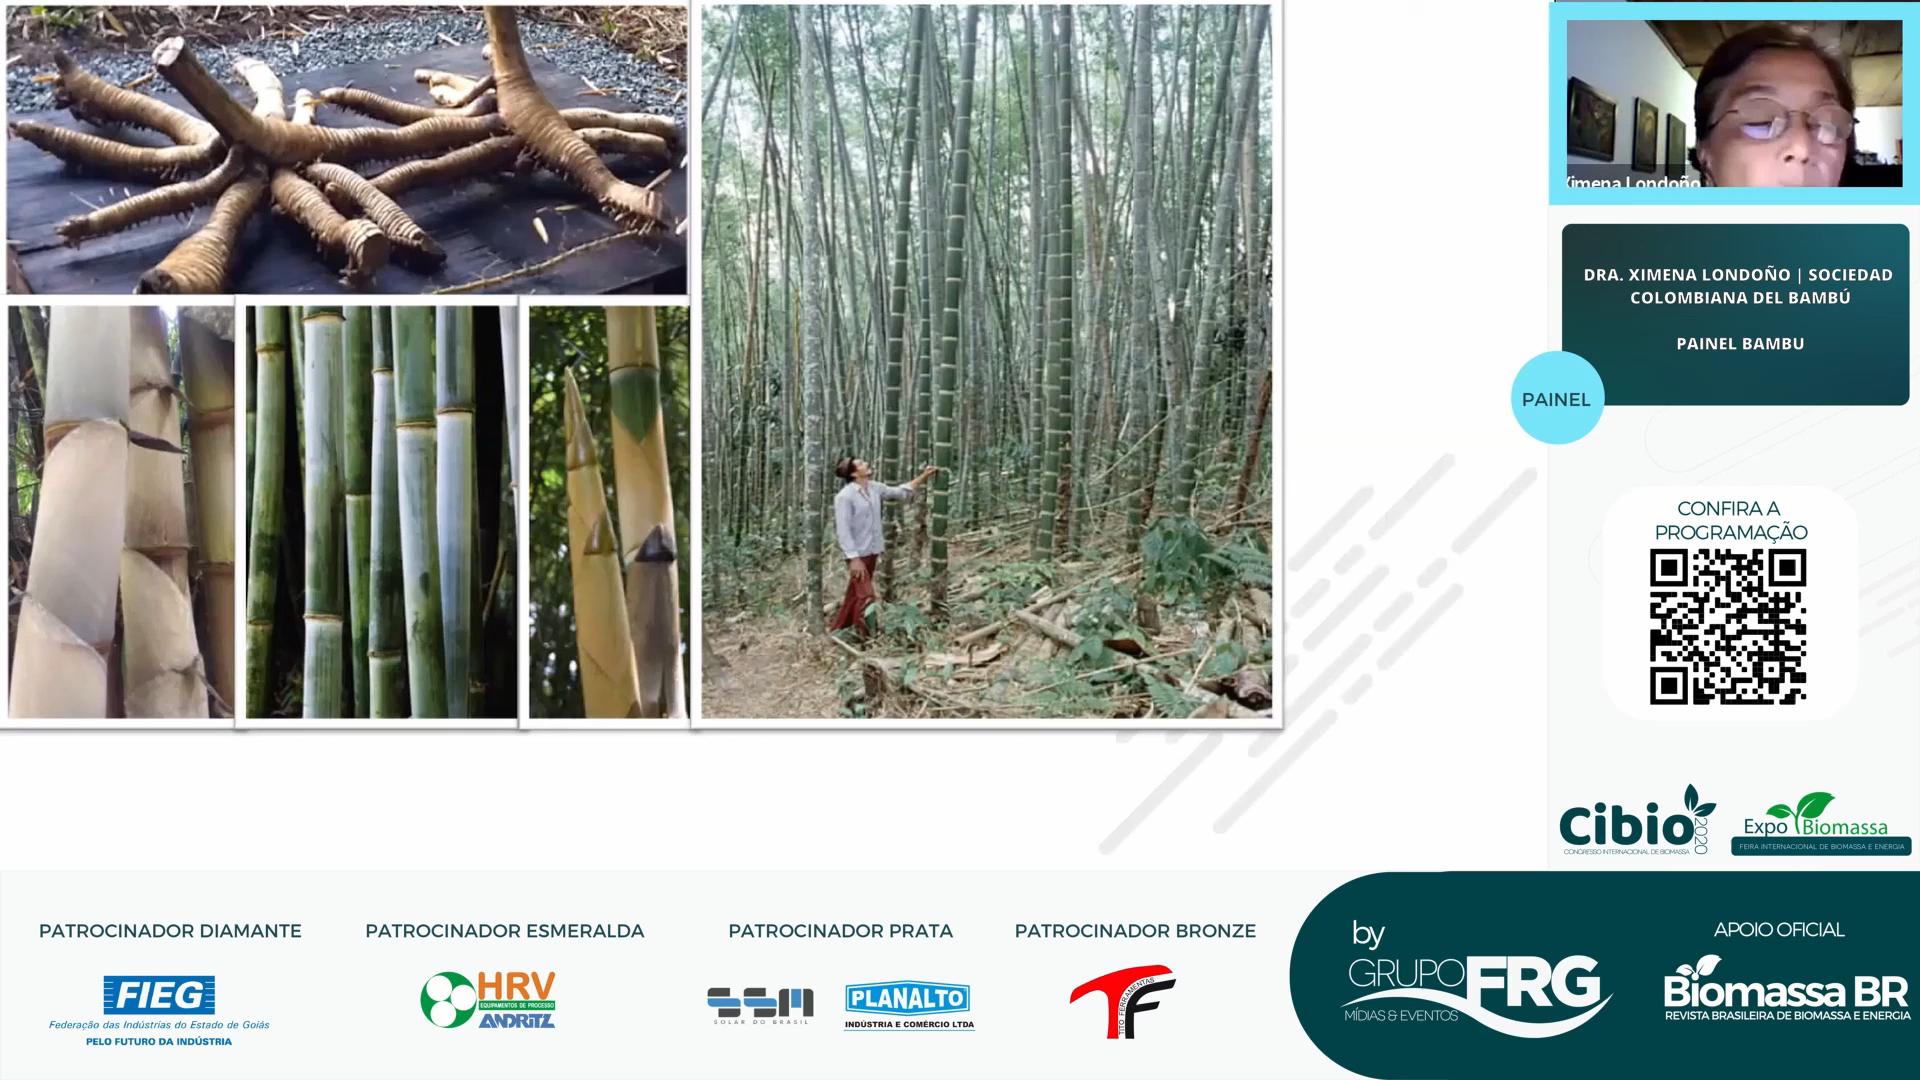 Ximena Londoño
DRA. XIMENA LONDOÑO | SOCIEDAD
COLOMBIANA DEL BAMBÚ
PAINEL BAMBU
PAINEL
CONFIRA A
PROGRAMAÇÃO
Cibio
2020
CONGRESSO INTERNACIONAL DE BIOMASSA
Expo Biomassa
FEIRA INTERNACIONAL DE BIOMASSA E ENERGIA
PATROCINADOR DIAMANTE
FIEG
Federação das Indústrias do Estado de Goiás
PELO FUTURO DA INDÚSTRIA
PATROCINADOR ESMERALDA
HRV
EQUIPAMENTOS DE PROCESSO
ANDRITZ
PATROCINADOR PRATA
SSM
SOLAR DO BRASIL
PLANALTO
INDÚSTRIA E COMÉRCIO LTDA
PATROCINADOR BRONZE
TF
TITO FERRAMENTAS
by
GRUPO FRG
MÍDIAS & EVENTOS
APOIO OFICIAL
Biomassa BR
REVISTA BRASILEIRA DE BIOMASSA E ENERGIA